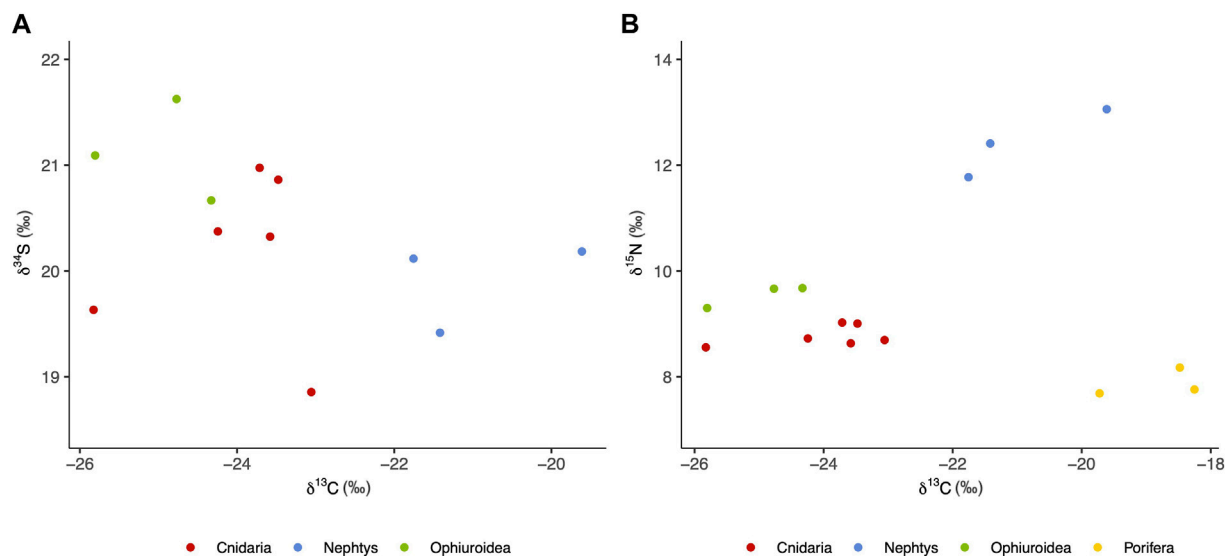 A
B
22
21
20
19
δ³⁴S (‰)
−26
−24
−22
−20
δ¹³C (‰)
Cnidaria Nephtys Ophiuroidea
14
12
10
8
δ¹⁵N (‰)
−26
−24
−22
−20
−18
δ¹³C (‰)
Cnidaria Nephtys Ophiuroidea Porifera